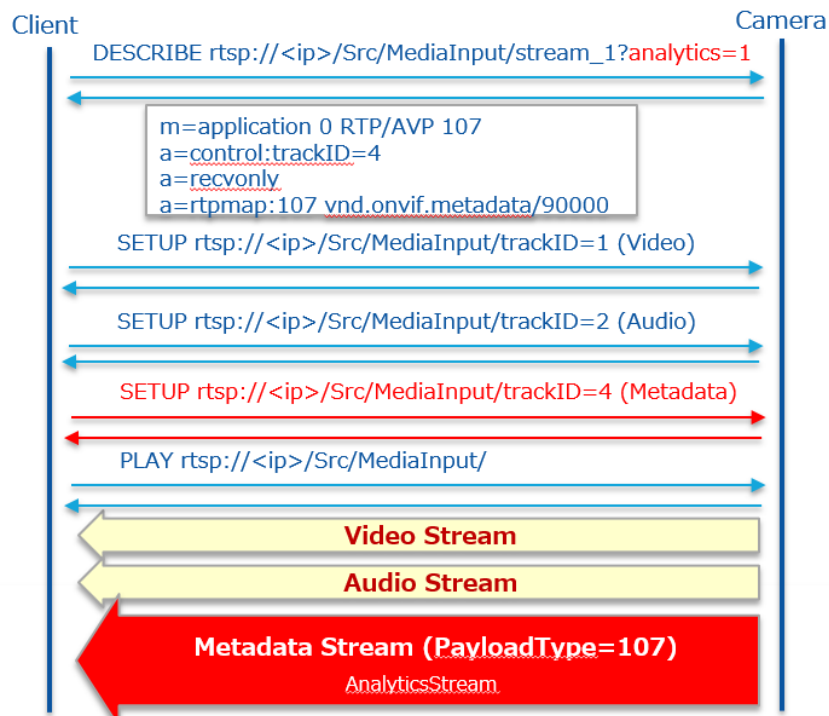 Client
Camera
DESCRIBE rtsp://<ip>/Src/MediaInput/stream_1?analytics=1
m=application 0 RTP/AVP 107
a=control:trackID=4
a=recvonly
a=rtpmap:107 vnd.onvif.metadata/90000
SETUP rtsp://<ip>/Src/MediaInput/trackID=1 (Video)
SETUP rtsp://<ip>/Src/MediaInput/trackID=2 (Audio)
SETUP rtsp://<ip>/Src/MediaInput/trackID=4 (Metadata)
PLAY rtsp://<ip>/Src/MediaInput/
Video Stream
Audio Stream
Metadata Stream (PayloadType=107)
AnalyticsStream